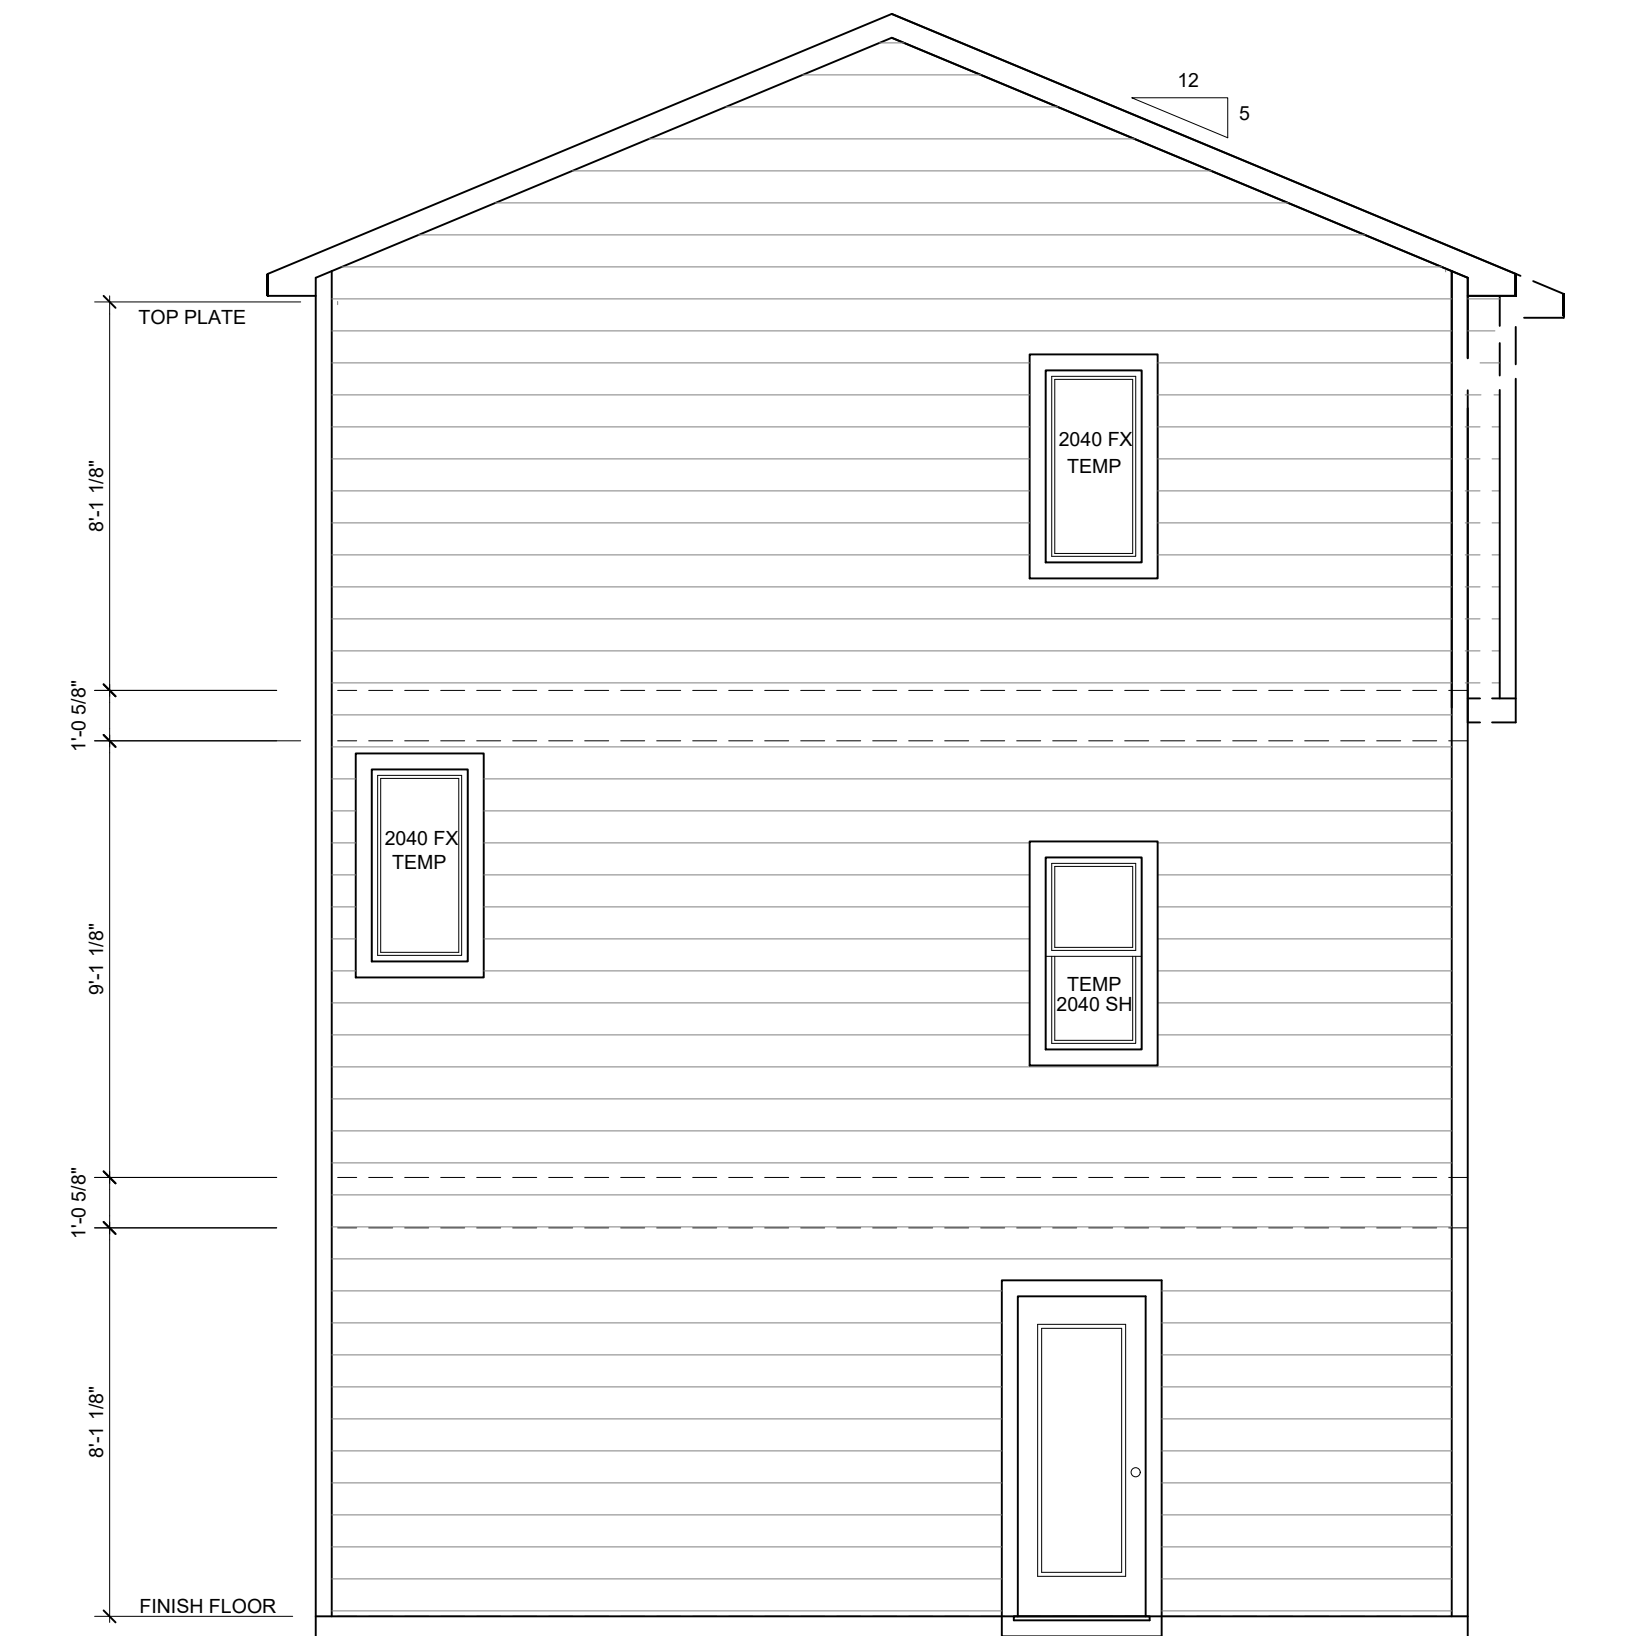 12
5
TOP PLATE
8'-1 1/8"
2040 FX
TEMP
1'-0 5/8"
2040 FX
TEMP
9'-1 1/8"
TEMP
2040 SH
1'-0 5/8"
8'-1 1/8"
FINISH FLOOR